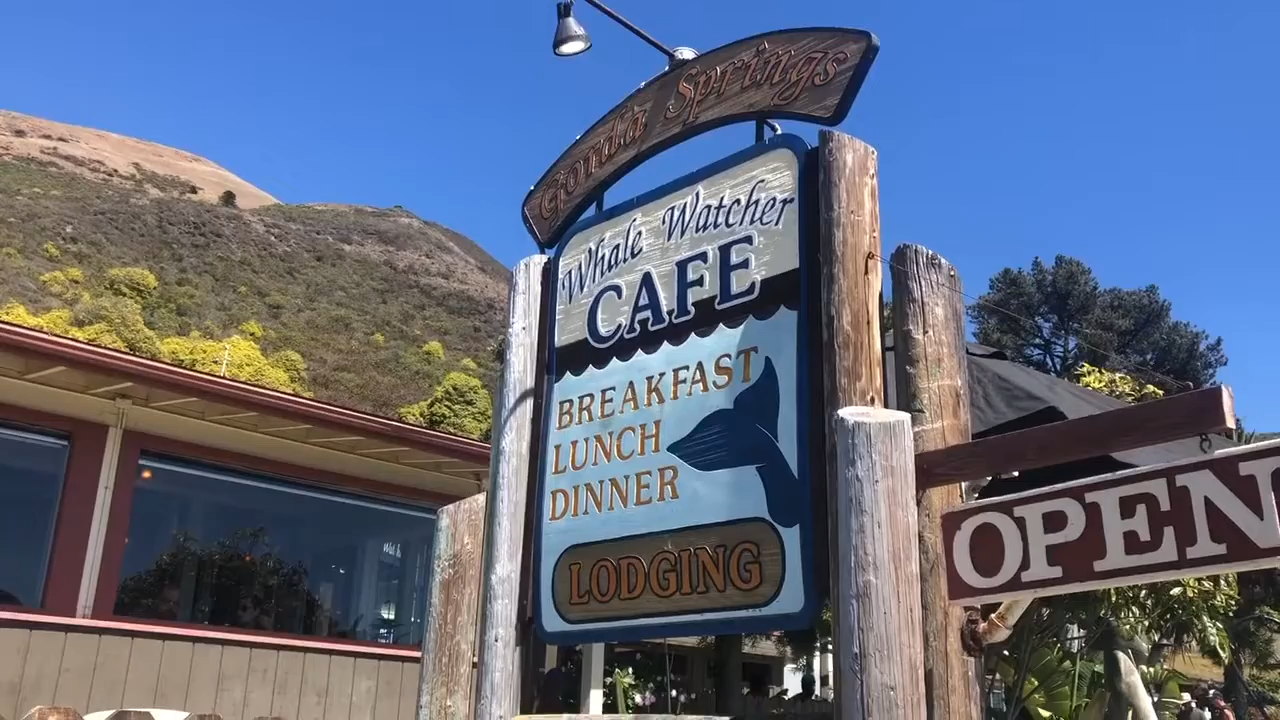 Gorda Springs
Whale Watcher
CAFE
BREAKFAST
LUNCH
DINNER
LODGING
OPEN